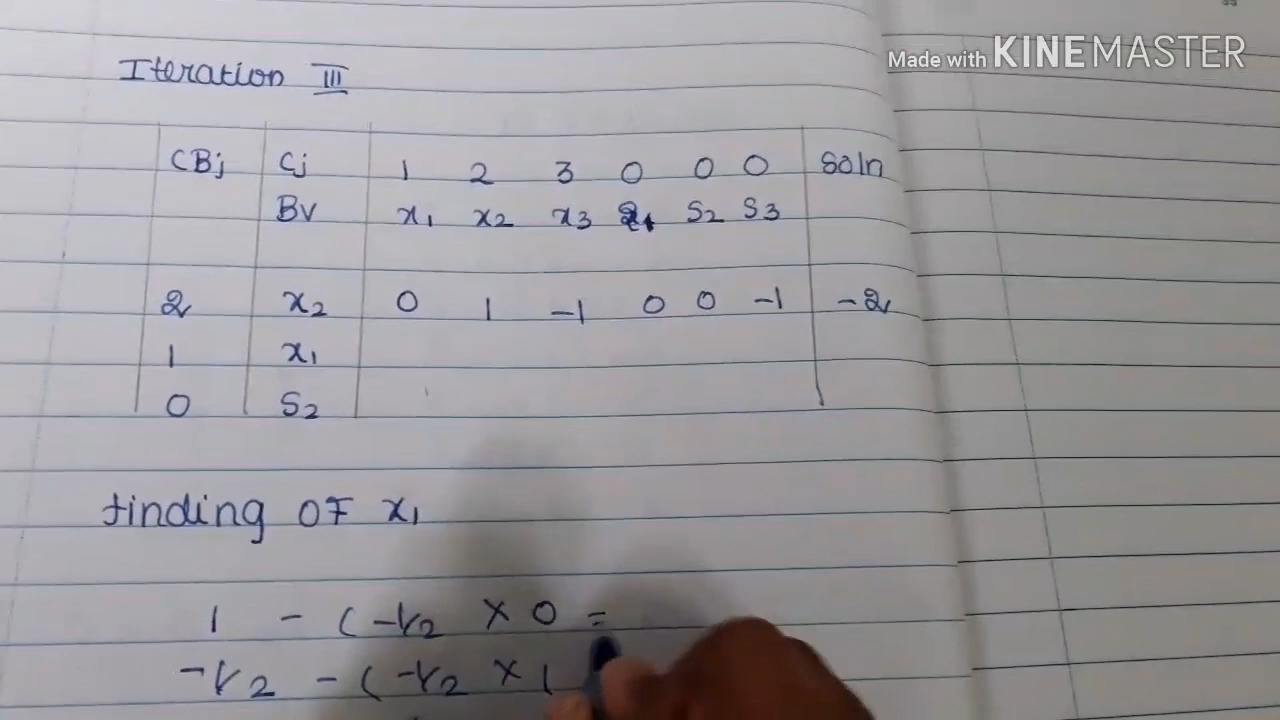 Made with KINEMASTER
Iteration III
CBj Cj 1 2 3 0 0 0 Soln
BV x1 x2 x3 S2 S3
2 x2 0 1 -1 0 0 -1 -2
1 x1
0 S2
finding of x1
1 - (-1/2 × 0 =
-1/2 - (-1/2 × 1